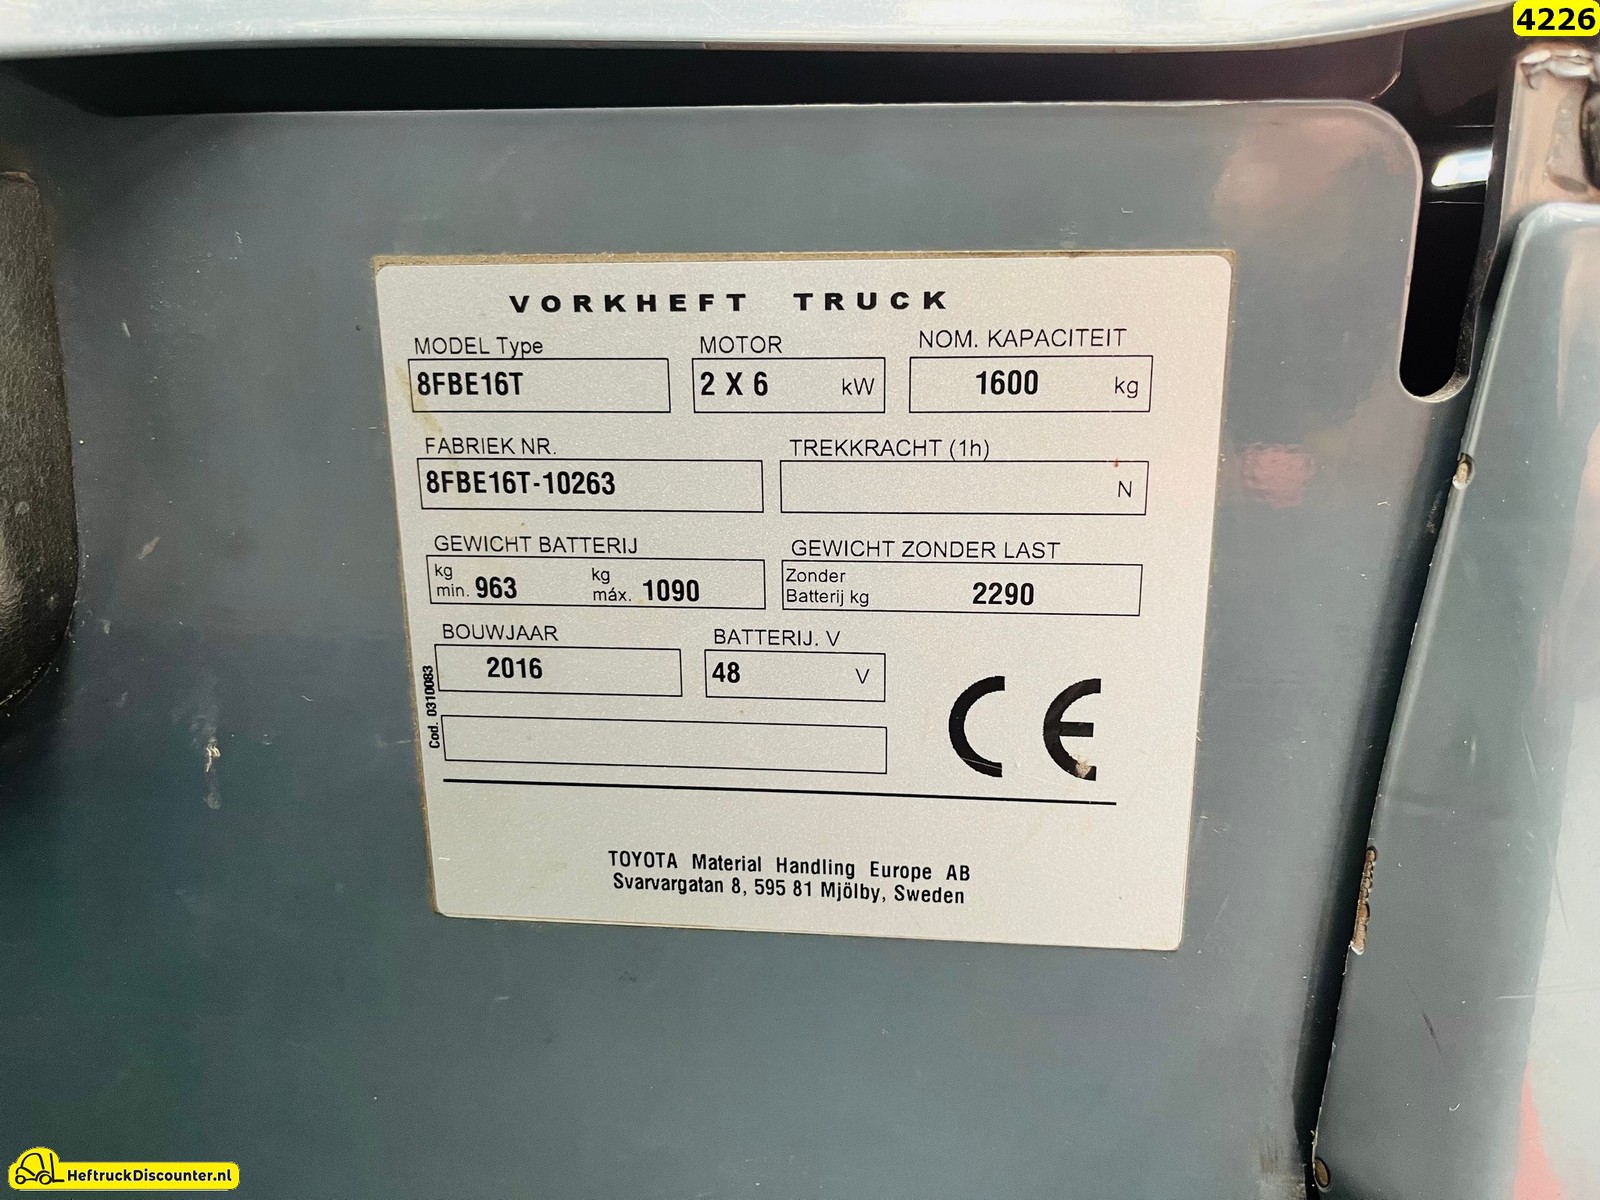 4226
VORKHEFT TRUCK
MODEL Type MOTOR NOM. KAPACITEIT
8FBE16T 2 X 6 kW 1600 kg
FABRIEK NR. TREKKRACHT (1h)
8FBE16T-10263 N
GEWICHT BATTERIJ GEWICHT ZONDER LAST
kg min. 963 kg máx. 1090 Zonder Batterij kg 2290
BOUWJAAR BATTERIJ. V
2016 48 V
Cod. 0310083
CE
TOYOTA Material Handling Europe AB
Svarvargatan 8, 595 81 Mjölby, Sweden
HeftruckDiscounter.nl